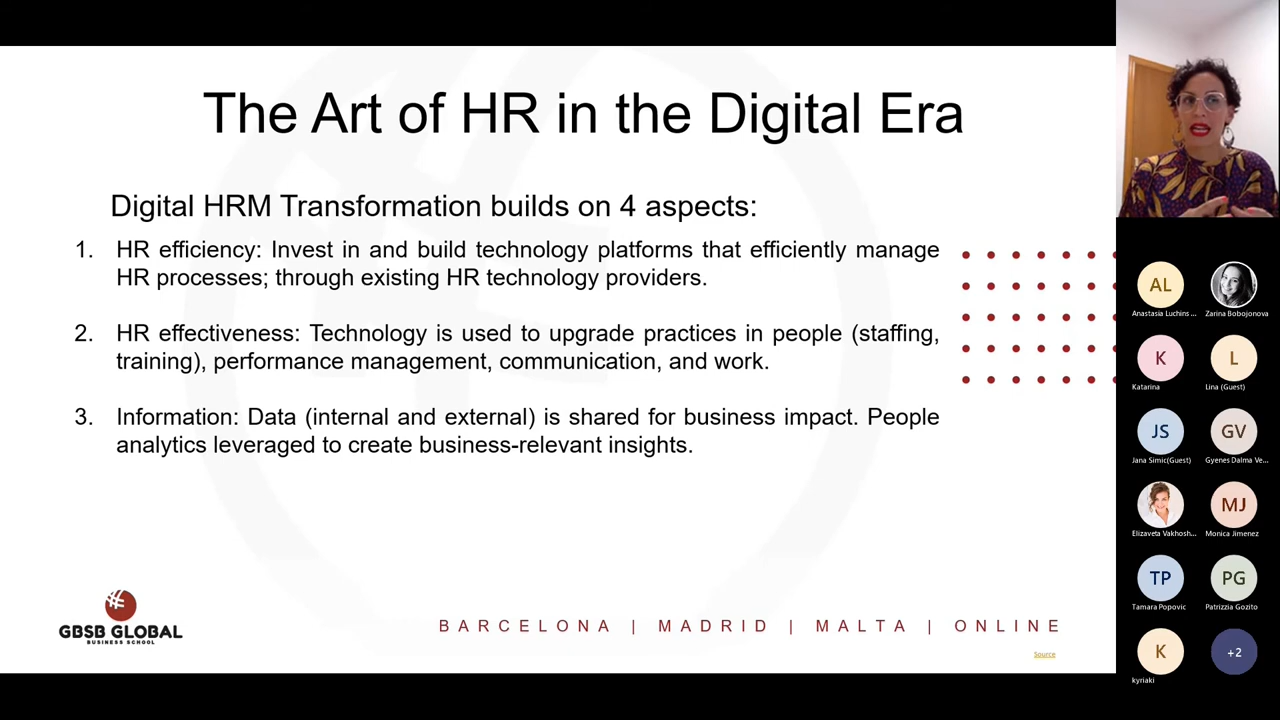 The Art of HR in the Digital Era
Digital HRM Transformation builds on 4 aspects:
1. HR efficiency: Invest in and build technology platforms that efficiently manage
HR processes; through existing HR technology providers.
2. HR effectiveness: Technology is used to upgrade practices in people (staffing,
training), performance management, communication, and work.
3. Information: Data (internal and external) is shared for business impact. People
analytics leveraged to create business-relevant insights.
GBSB GLOBAL
BUSINESS SCHOOL
BARCELONA | MADRID | MALTA | ONLINE
Source
AL
Anastasia Luchins ...
Zarina Bobojonova
K
Katarina
L
Lina (Guest)
JS
Jana Simic(Guest)
GV
Gyenes Dalma Ve...
Elizaveta Vakhosh...
MJ
Monica Jimenez
TP
Tamara Popovic
PG
Patrizzia Gozito
K
kyriaki
+2